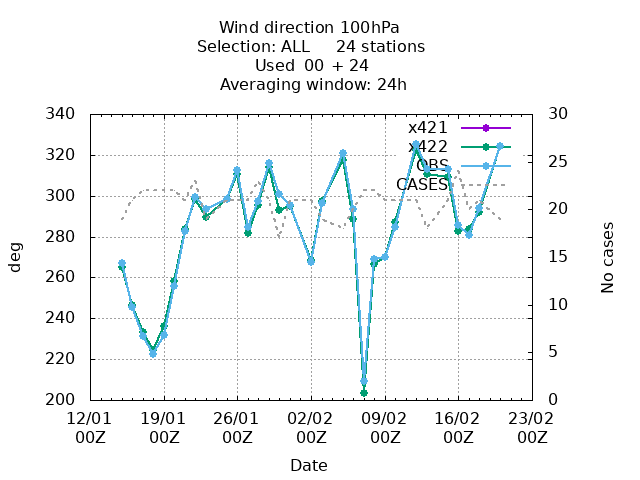 Wind direction 100hPa
Selection: ALL 24 stations
Used 00 + 24
Averaging window: 24h
340
320
300
280
260
240
220
200
deg
30
25
20
15
10
5
0
No cases
x421
x422
OBS
CASES
12/01 19/01 26/01 02/02 09/02 16/02 23/02
00Z 00Z 00Z 00Z 00Z 00Z 00Z
Date